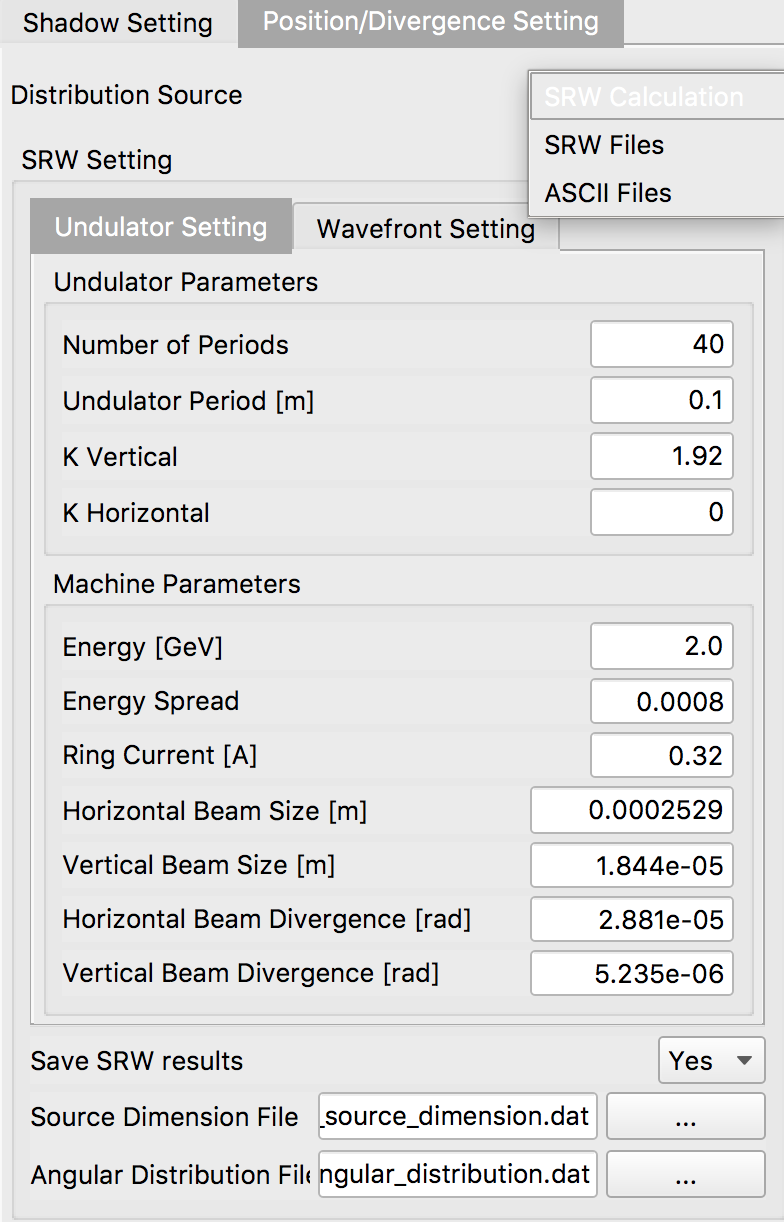 Shadow Setting Position/Divergence Setting
Distribution Source
SRW Calculation
SRW Files
ASCII Files
SRW Setting
Undulator Setting Wavefront Setting
Undulator Parameters
Number of Periods 40
Undulator Period [m] 0.1
K Vertical 1.92
K Horizontal 0
Machine Parameters
Energy [GeV] 2.0
Energy Spread 0.0008
Ring Current [A] 0.32
Horizontal Beam Size [m] 0.0002529
Vertical Beam Size [m] 1.844e-05
Horizontal Beam Divergence [rad] 2.881e-05
Vertical Beam Divergence [rad] 5.235e-06
Save SRW results Yes
Source Dimension File _source_dimension.dat ...
Angular Distribution File ngular_distribution.dat ...